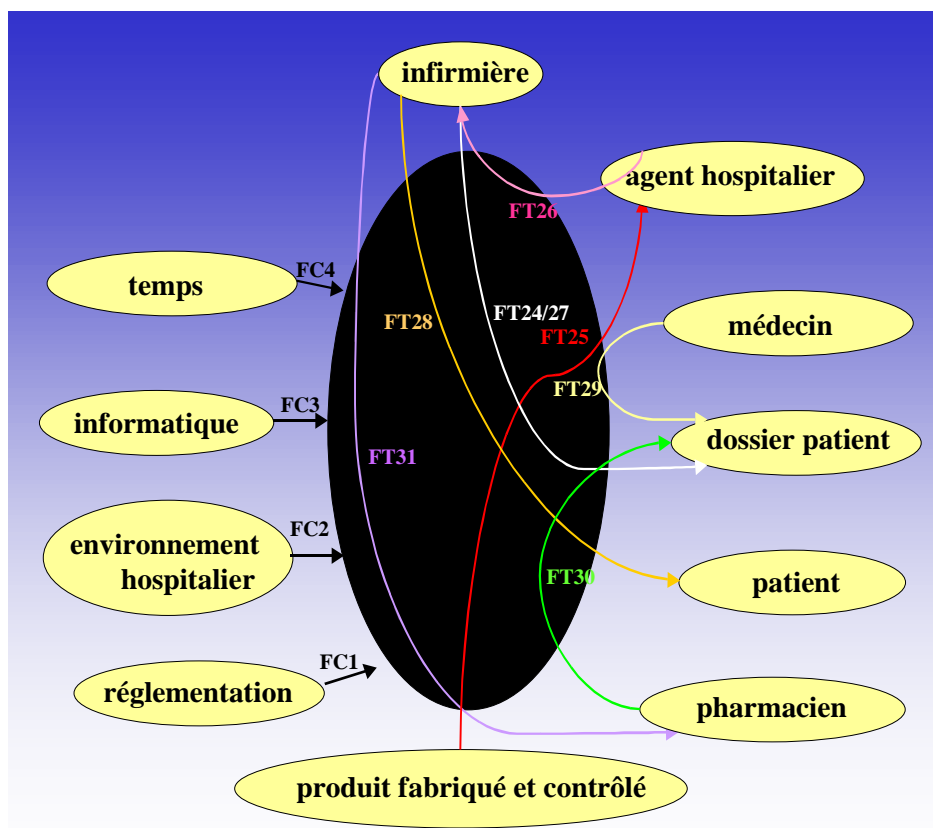 infirmière
agent hospitalier
FT26
FC4
temps
FT28
FT24/27
FT25
médecin
FT29
FC3
informatique
dossier patient
FT31
FC2
environnement
hospitalier
FT30
patient
FC1
réglementation
pharmacien
produit fabriqué et contrôlé